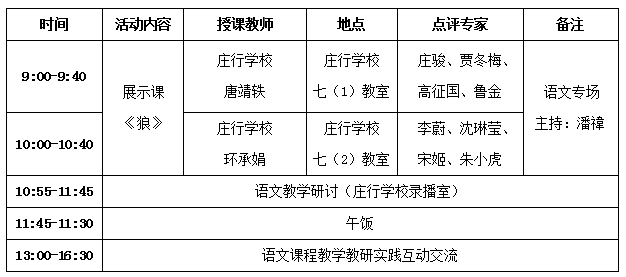 时间 活动内容 授课教师 地点 点评专家 备注
9:00-9:40 展示课《狼》 庄行学校 唐靖轶 庄行学校 七（1）教室 庄骏、贾冬梅、高征国、鲁金 语文专场 主持：潘禕
10:00-10:40 庄行学校 环承娟 庄行学校 七（2）教室 李蔚、沈琳莹、宋姬、朱小虎
10:55-11:45 语文教学研讨（庄行学校录播室）
11:45-11:30 午饭
13:00-16:30 语文课程教学教研实践互动交流